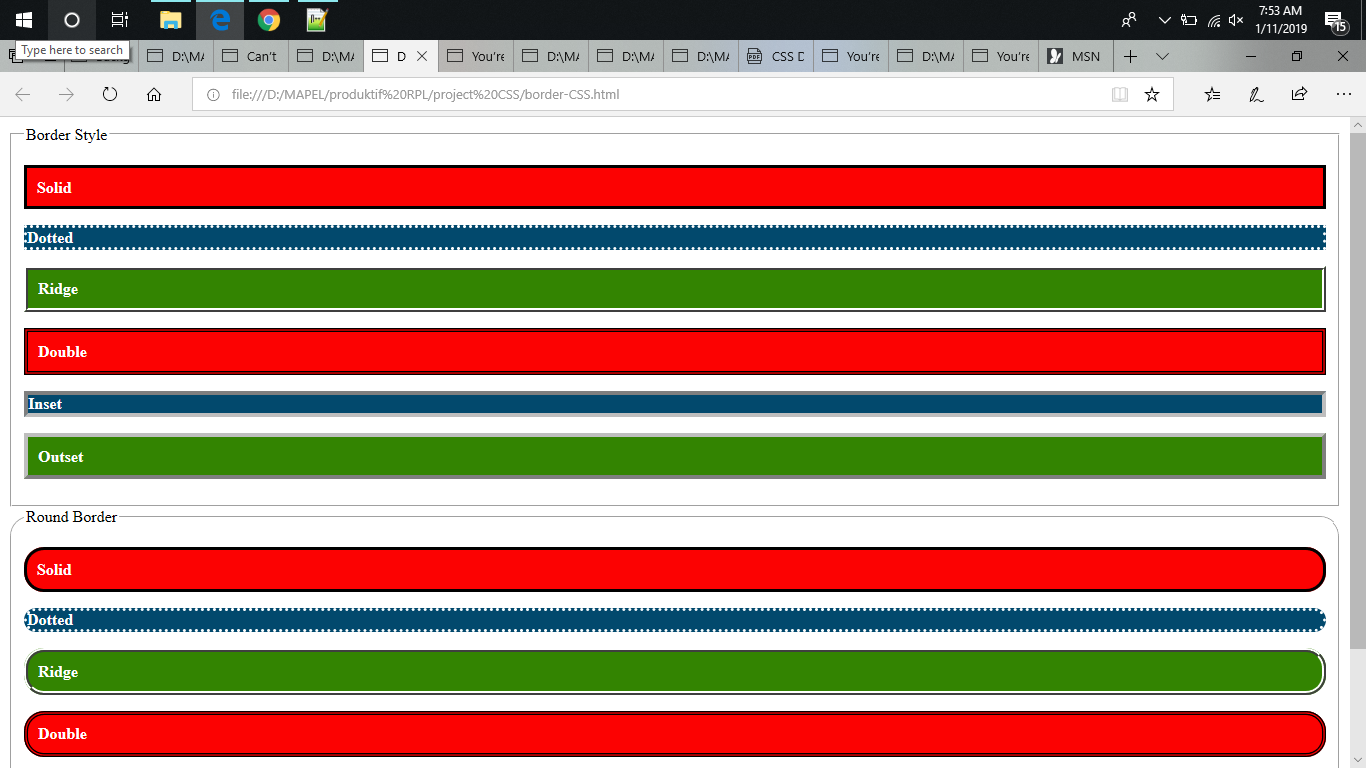 7:53 AM
1/11/2019
15
Type here to search
D:\MA
Can't
D:\MA
D
You're
D:\MA
D:\MA
D:\MA
PDF
CSS D
You're
D:\MA
You're
MSN
file:///D:/MAPEL/produktif%20RPL/project%20CSS/border-CSS.html
Border Style
Solid
Dotted
Ridge
Double
Inset
Outset
Round Border
Solid
Dotted
Ridge
Double